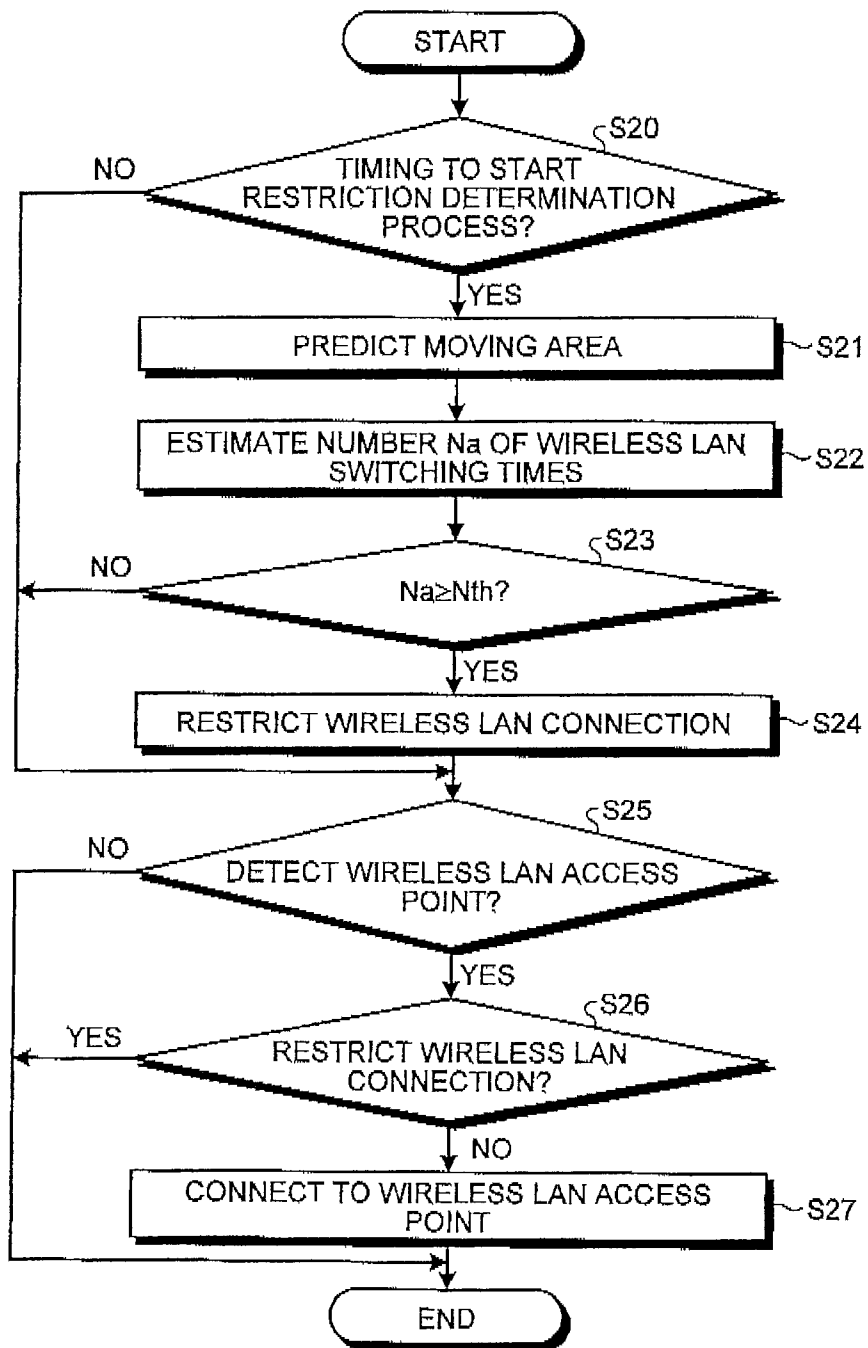 START
S20
NO
TIMING TO START
RESTRICTION DETERMINATION
PROCESS?
YES
PREDICT MOVING AREA
S21
ESTIMATE NUMBER Na OF WIRELESS LAN
SWITCHING TIMES
S22
S23
NO
Na≥Nth?
YES
RESTRICT WIRELESS LAN CONNECTION
S24
S25
NO
DETECT WIRELESS LAN ACCESS
POINT?
YES
S26
YES
RESTRICT WIRELESS LAN
CONNECTION?
NO
CONNECT TO WIRELESS LAN ACCESS
POINT
S27
END